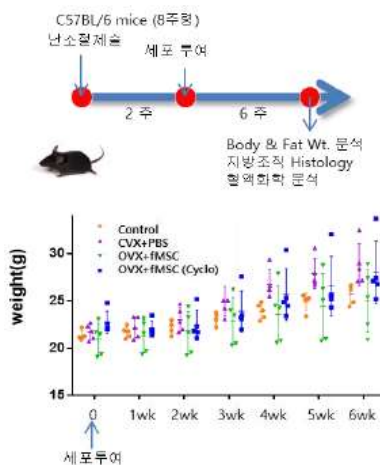 C57BL/6 mice (8주령)
난소절제술
세포 투여
2 주
6 주
Body & Fat Wt. 분석
지방조직 Histology
혈액화학 분석
Control
CVX+PBS
OVX+fMSC
OVX+fMSC (Cyclo)
weight(g)
30
25
20
15
0
1wk
2wk
3wk
4wk
5wk
6wk
세포투여